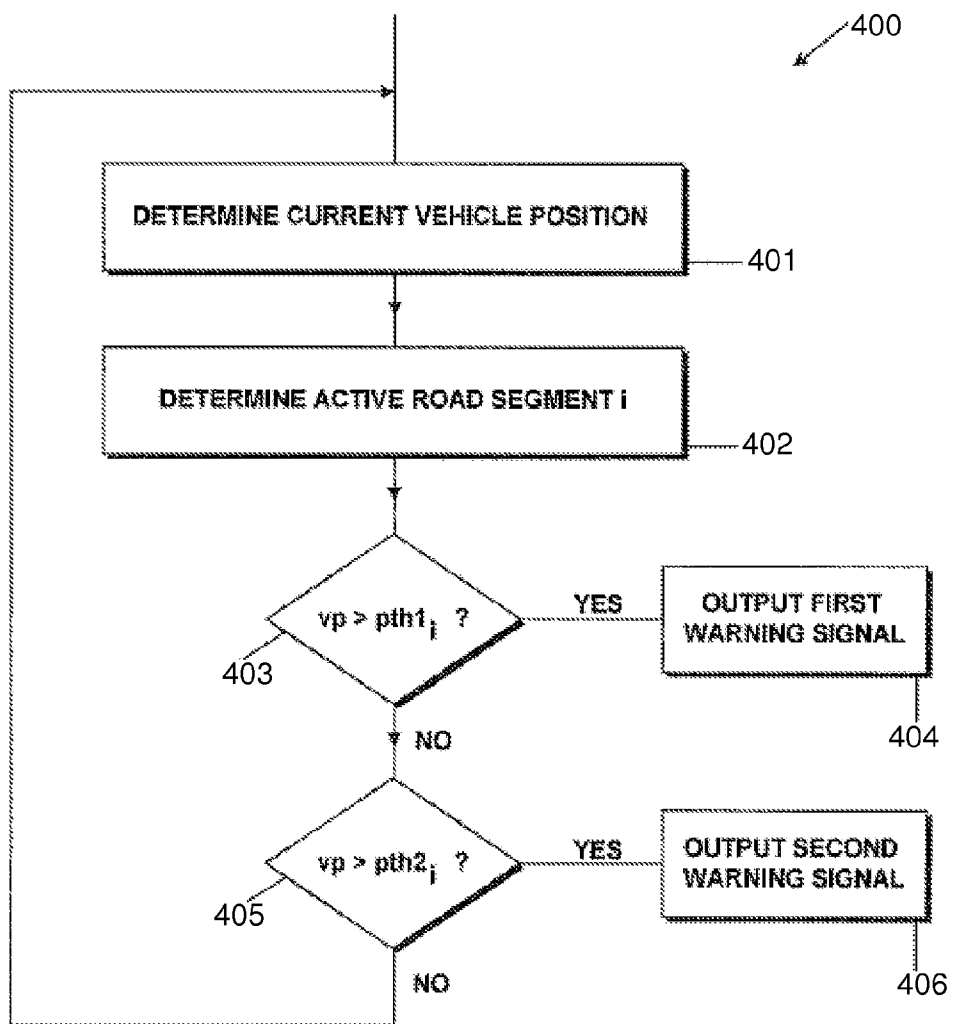 400
DETERMINE CURRENT VEHICLE POSITION
401
DETERMINE ACTIVE ROAD SEGMENT i
402
vp > pth1i ?
403
YES
OUTPUT FIRST
WARNING SIGNAL
404
NO
vp > pth2i ?
405
YES
OUTPUT SECOND
WARNING SIGNAL
406
NO